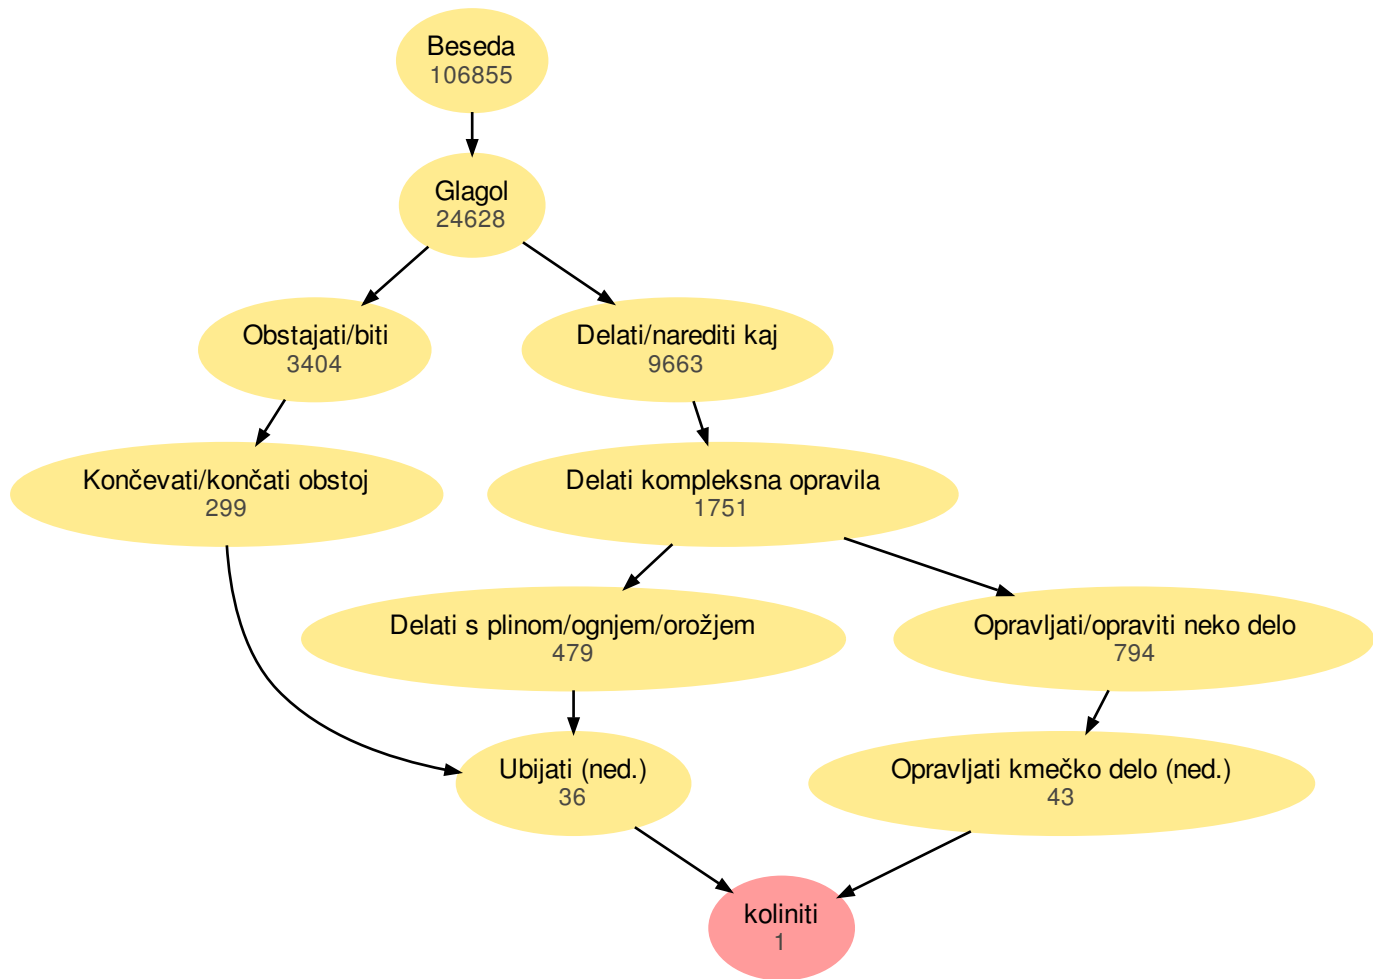 Beseda
106855
Glagol
24628
Obstajati/biti
3404
Delati/narediti kaj
9663
Končevati/končati obstoj
299
Delati kompleksna opravila
1751
Delati s plinom/ognjem/orožjem
479
Opravljati/opraviti neko delo
794
Ubijati (ned.)
36
Opravljati kmečko delo (ned.)
43
koliniti
1